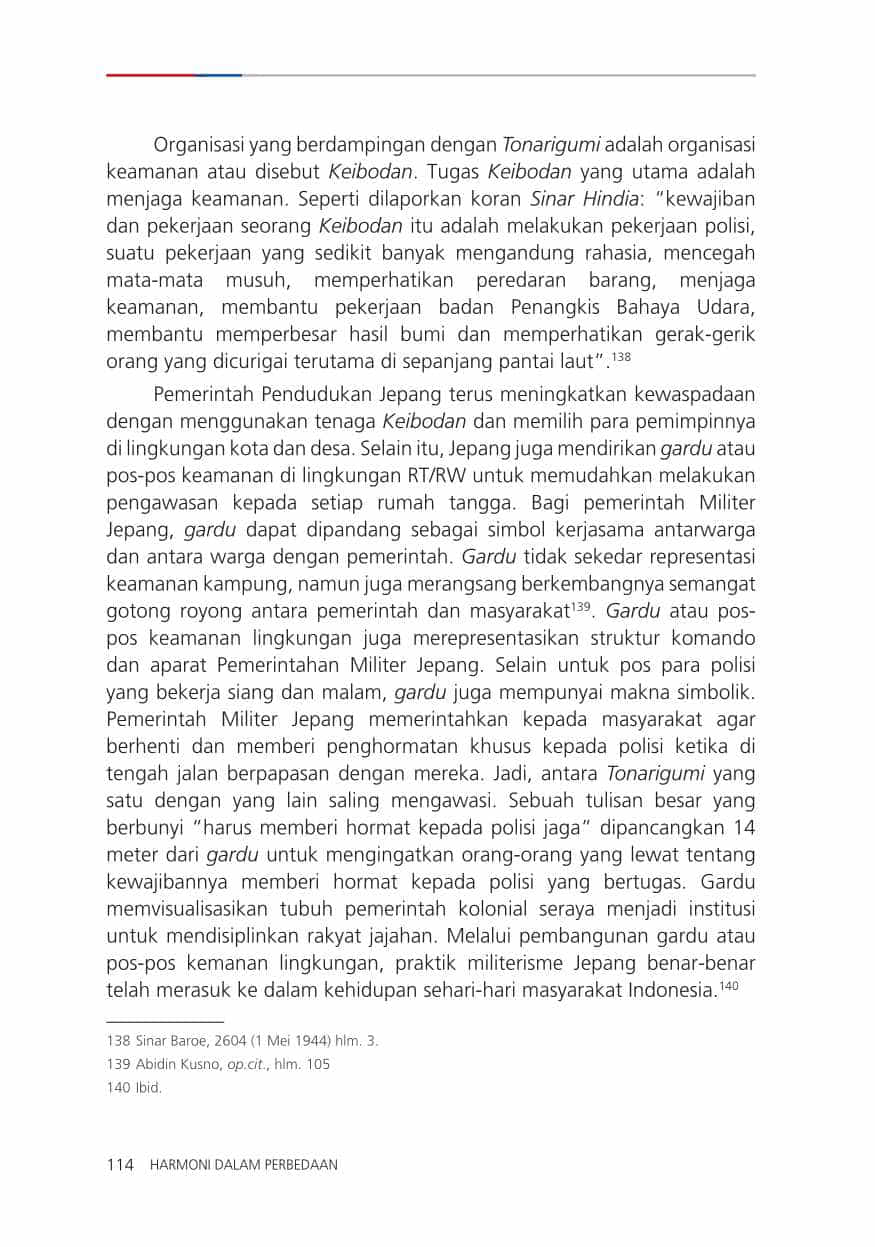 Organisasi yang berdampingan dengan Tonarigumi adalah organisasi
keamanan atau disebut Keibodan. Tugas Keibodan yang utama adalah
menjaga keamanan. Seperti dilaporkan koran Sinar Hindia: “kewajiban
dan pekerjaan seorang Keibodan itu adalah melakukan pekerjaan polisi,
suatu pekerjaan yang sedikit banyak mengandung rahasia, mencegah
mata-mata musuh, memperhatikan peredaran barang, menjaga
keamanan, membantu pekerjaan badan Penangkis Bahaya Udara,
membantu memperbesar hasil bumi dan memperhatikan gerak-gerik
orang yang dicurigai terutama di sepanjang pantai laut”.138
Pemerintah Pendudukan Jepang terus meningkatkan kewaspadaan
dengan menggunakan tenaga Keibodan dan memilih para pemimpinnya
di lingkungan kota dan desa. Selain itu, Jepang juga mendirikan gardu atau
pos-pos keamanan di lingkungan RT/RW untuk memudahkan melakukan
pengawasan kepada setiap rumah tangga. Bagi pemerintah Militer
Jepang, gardu dapat dipandang sebagai simbol kerjasama antarwarga
dan antara warga dengan pemerintah. Gardu tidak sekedar representasi
keamanan kampung, namun juga merangsang berkembangnya semangat
gotong royong antara pemerintah dan masyarakat139. Gardu atau pos-
pos keamanan lingkungan juga merepresentasikan struktur komando
dan aparat Pemerintahan Militer Jepang. Selain untuk pos para polisi
yang bekerja siang dan malam, gardu juga mempunyai makna simbolik.
Pemerintah Militer Jepang memerintahkan kepada masyarakat agar
berhenti dan memberi penghormatan khusus kepada polisi ketika di
tengah jalan berpapasan dengan mereka. Jadi, antara Tonarigumi yang
satu dengan yang lain saling mengawasi. Sebuah tulisan besar yang
berbunyi ”harus memberi hormat kepada polisi jaga” dipancangkan 14
meter dari gardu untuk mengingatkan orang-orang yang lewat tentang
kewajibannya memberi hormat kepada polisi yang bertugas. Gardu
memvisualisasikan tubuh pemerintah kolonial seraya menjadi institusi
untuk mendisiplinkan rakyat jajahan. Melalui pembangunan gardu atau
pos-pos kemanan lingkungan, praktik militerisme Jepang benar-benar
telah merasuk ke dalam kehidupan sehari-hari masyarakat Indonesia.140
138 Sinar Baroe, 2604 (1 Mei 1944) hlm. 3.
139 Abidin Kusno, op.cit., hlm. 105
140 Ibid.
114 HARMONI DALAM PERBEDAAN